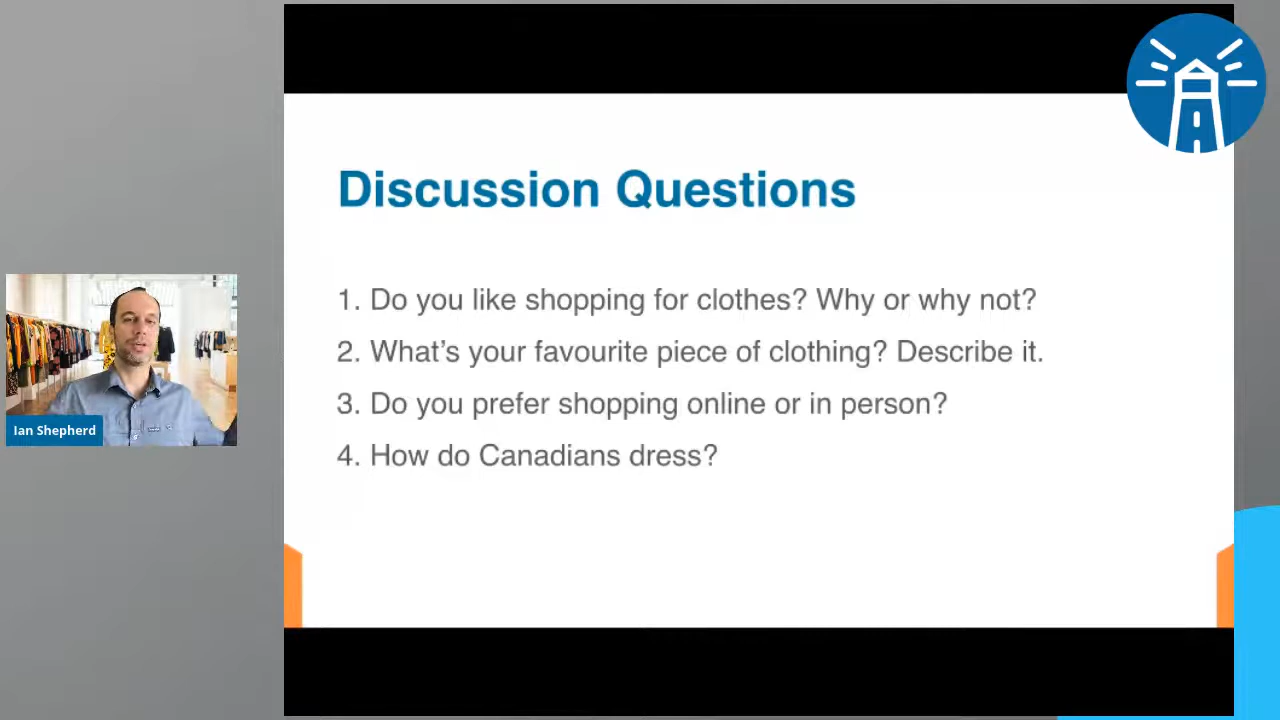 Discussion Questions
1. Do you like shopping for clothes? Why or why not?
2. What's your favourite piece of clothing? Describe it.
3. Do you prefer shopping online or in person?
4. How do Canadians dress?
Ian Shepherd